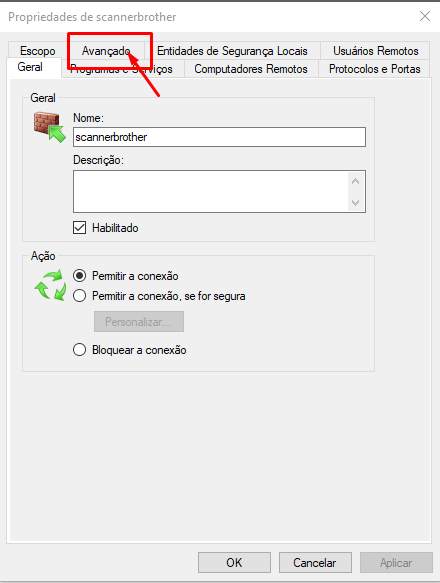 Propriedades de scannerbrother
Escopo Avançado Entidades de Segurança Locais Usuários Remotos
Geral Programas e Serviços Computadores Remotos Protocolos e Portas
Geral
Nome:
scannerbrother
Descrição:
Habilitado
Ação
Permitir a conexão
Permitir a conexão, se for segura
Personalizar...
Bloquear a conexão
OK Cancelar Aplicar